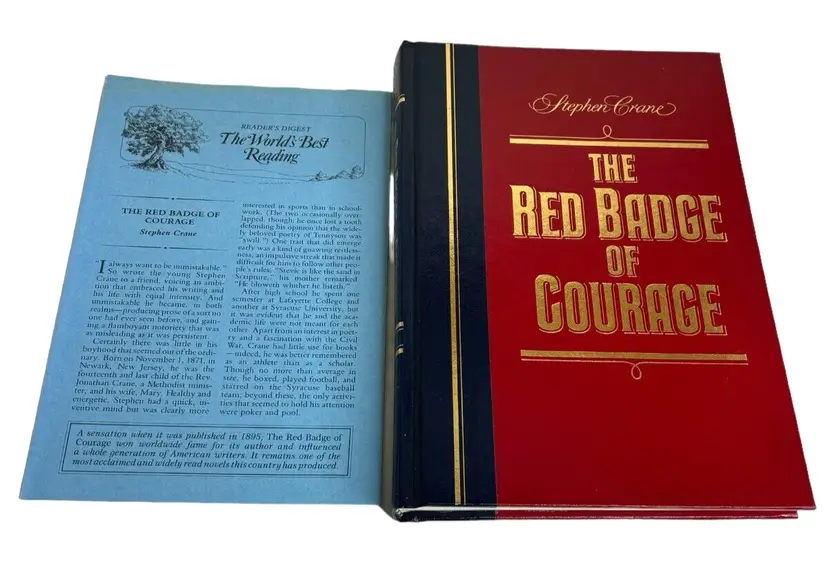 READER'S DIGEST
The World's Best
Reading
THE RED BADGE OF
COURAGE
Stephen Crane
"I always want to be unmistakable."
So wrote the young Stephen
Crane to a friend, voicing an ambi-
tion that embraced his writing and
his life with equal intensity. And
unmistakable he became, in both
realms—producing prose of a sort no
one had ever seen before, and gain-
ing a flamboyant notoriety that was
as misleading as it was persistent.
Certainly there was little in his
boyhood that seemed out of the ordi-
nary. Born on November 1, 1871, in
Newark, New Jersey, he was the
fourteenth and last child of the Rev.
Jonathan Crane, a Methodist minis-
ter, and his wife, Mary. Healthy and
energetic, Stephen had a quick, in-
ventive mind but was clearly more
interested in sports than in school-
work. (The two occasionally over-
lapped, though: he once lost a tooth
defending his opinion that the wide-
ly beloved poetry of Tennyson was
"swill.") One trait that did emerge
early was a kind of gnawing restless-
ness, an impulsive streak that made it
difficult for him to follow other peo-
ple's rules. "Stevie is like the sand in
Scripture," his mother remarked.
"He bloweth whither he listeth."
After high school he spent one
semester at Lafayette College and
another at Syracuse University, but
it was evident that he and the aca-
demic life were not meant for each
other. Apart from an interest in poet-
ry and a fascination with the Civil
War, Crane had little use for books
—indeed, he was better remembered
as an athlete than as a scholar.
Though no more than average in
size, he boxed, played football, and
starred on the Syracuse baseball
team; beyond these, the only activi-
ties that seemed to hold his attention
were poker and pool.
A sensation when it was published in 1895, The Red Badge of
Courage won worldwide fame for its author and influenced
a whole generation of American writers. It remains one of the
most acclaimed and widely read novels this country has produced.
Stephen Crane
THE
RED BADGE
OF
COURAGE